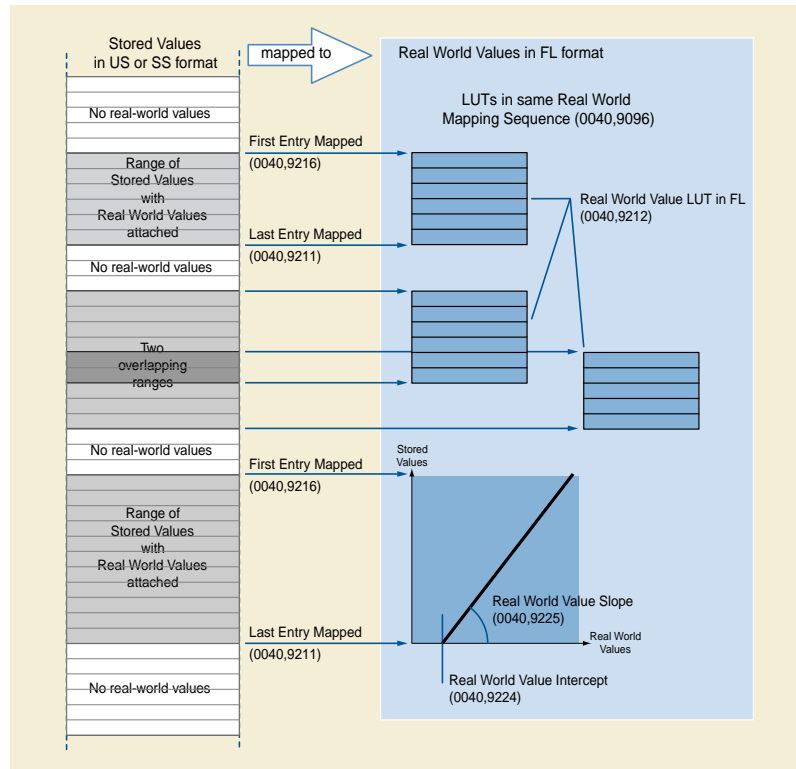 Stored Values
in US or SS format
mapped to
Real World Values in FL format
LUTs in same Real World
Mapping Sequence (0040,9096)
No real-world values
First Entry Mapped
(0040,9216)
Range of
Stored Values
with
Real World Values
attached
Real World Value LUT in FL
(0040,9212)
Last Entry Mapped
(0040,9211)
No real-world values
Two
overlapping
ranges
No real-world values
First Entry Mapped
(0040,9216)
Stored
Values
Range of
Stored Values
with
Real World Values
attached
Real World Value Slope
(0040,9225)
Last Entry Mapped
(0040,9211)
Real World
Values
No real-world values
Real World Value Intercept
(0040,9224)